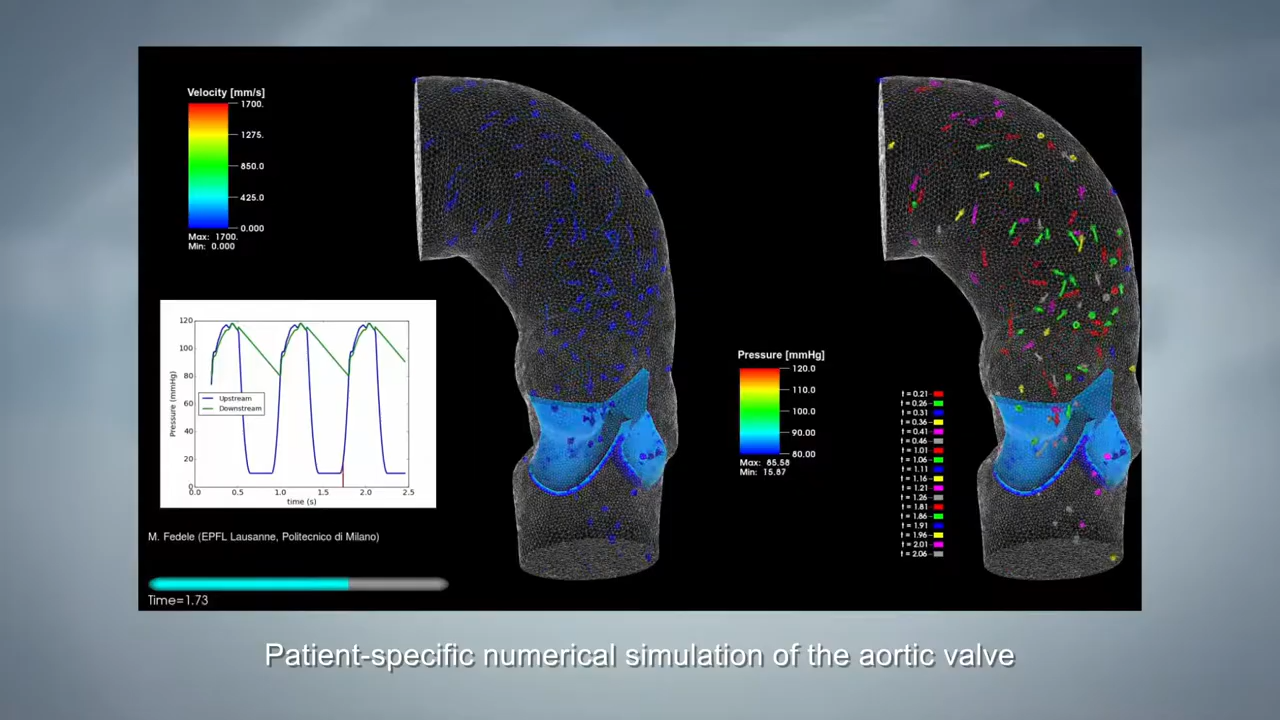 Velocity [mm/s]
1700.
1275.
850.0
425.0
0.000
Max: 1700.
Min: 0.000
120
100
80
60
40
20
0
Pressure (mmHg)
Upstream
Downstream
0.0 0.5 1.0 1.5 2.0 2.5
time (s)
M. Fedele (EPFL Lausanne, Politecnico di Milano)
Time=1.73
Pressure [mmHg]
120.0
110.0
100.0
90.00
80.00
Max: 85.58
Min: 15.87
t = 0.21
t = 0.26
t = 0.31
t = 0.36
t = 0.41
t = 0.46
t = 1.01
t = 1.06
t = 1.11
t = 1.16
t = 1.21
t = 1.26
t = 1.81
t = 1.86
t = 1.91
t = 1.96
t = 2.01
t = 2.06
Patient-specific numerical simulation of the aortic valve